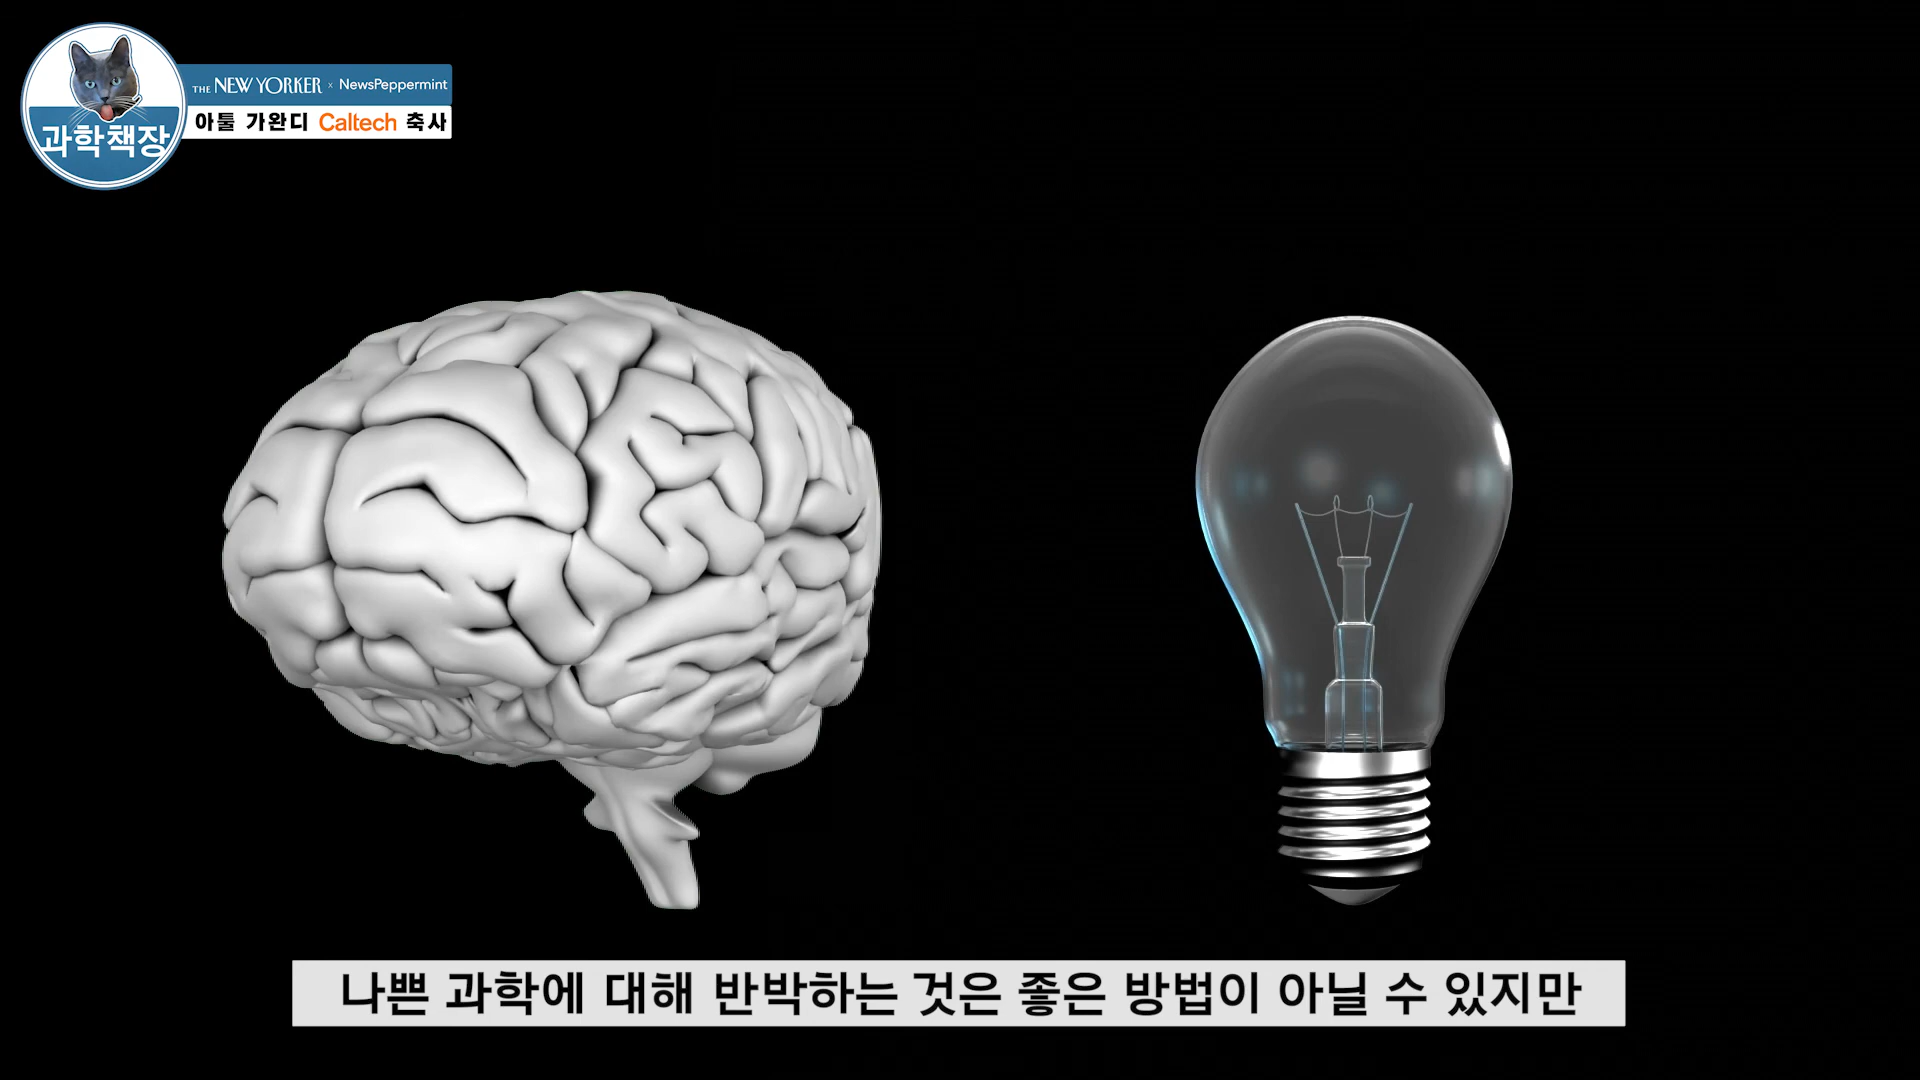 THE NEW YORKER x NewsPeppermint
아툴 가완디 Caltech 축사
과학책장
나쁜 과학에 대해 반박하는 것은 좋은 방법이 아닐 수 있지만